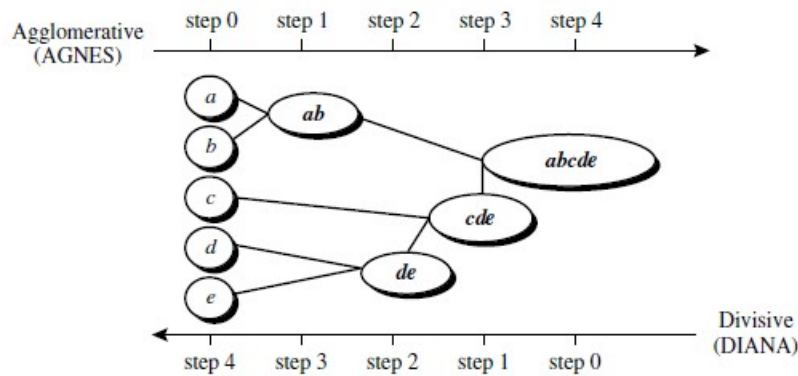 Agglomerative
(AGNES)
step 0 step 1 step 2 step 3 step 4
a
ab
b
abcde
c
cde
d
de
e
Divisive
(DIANA)
step 4 step 3 step 2 step 1 step 0